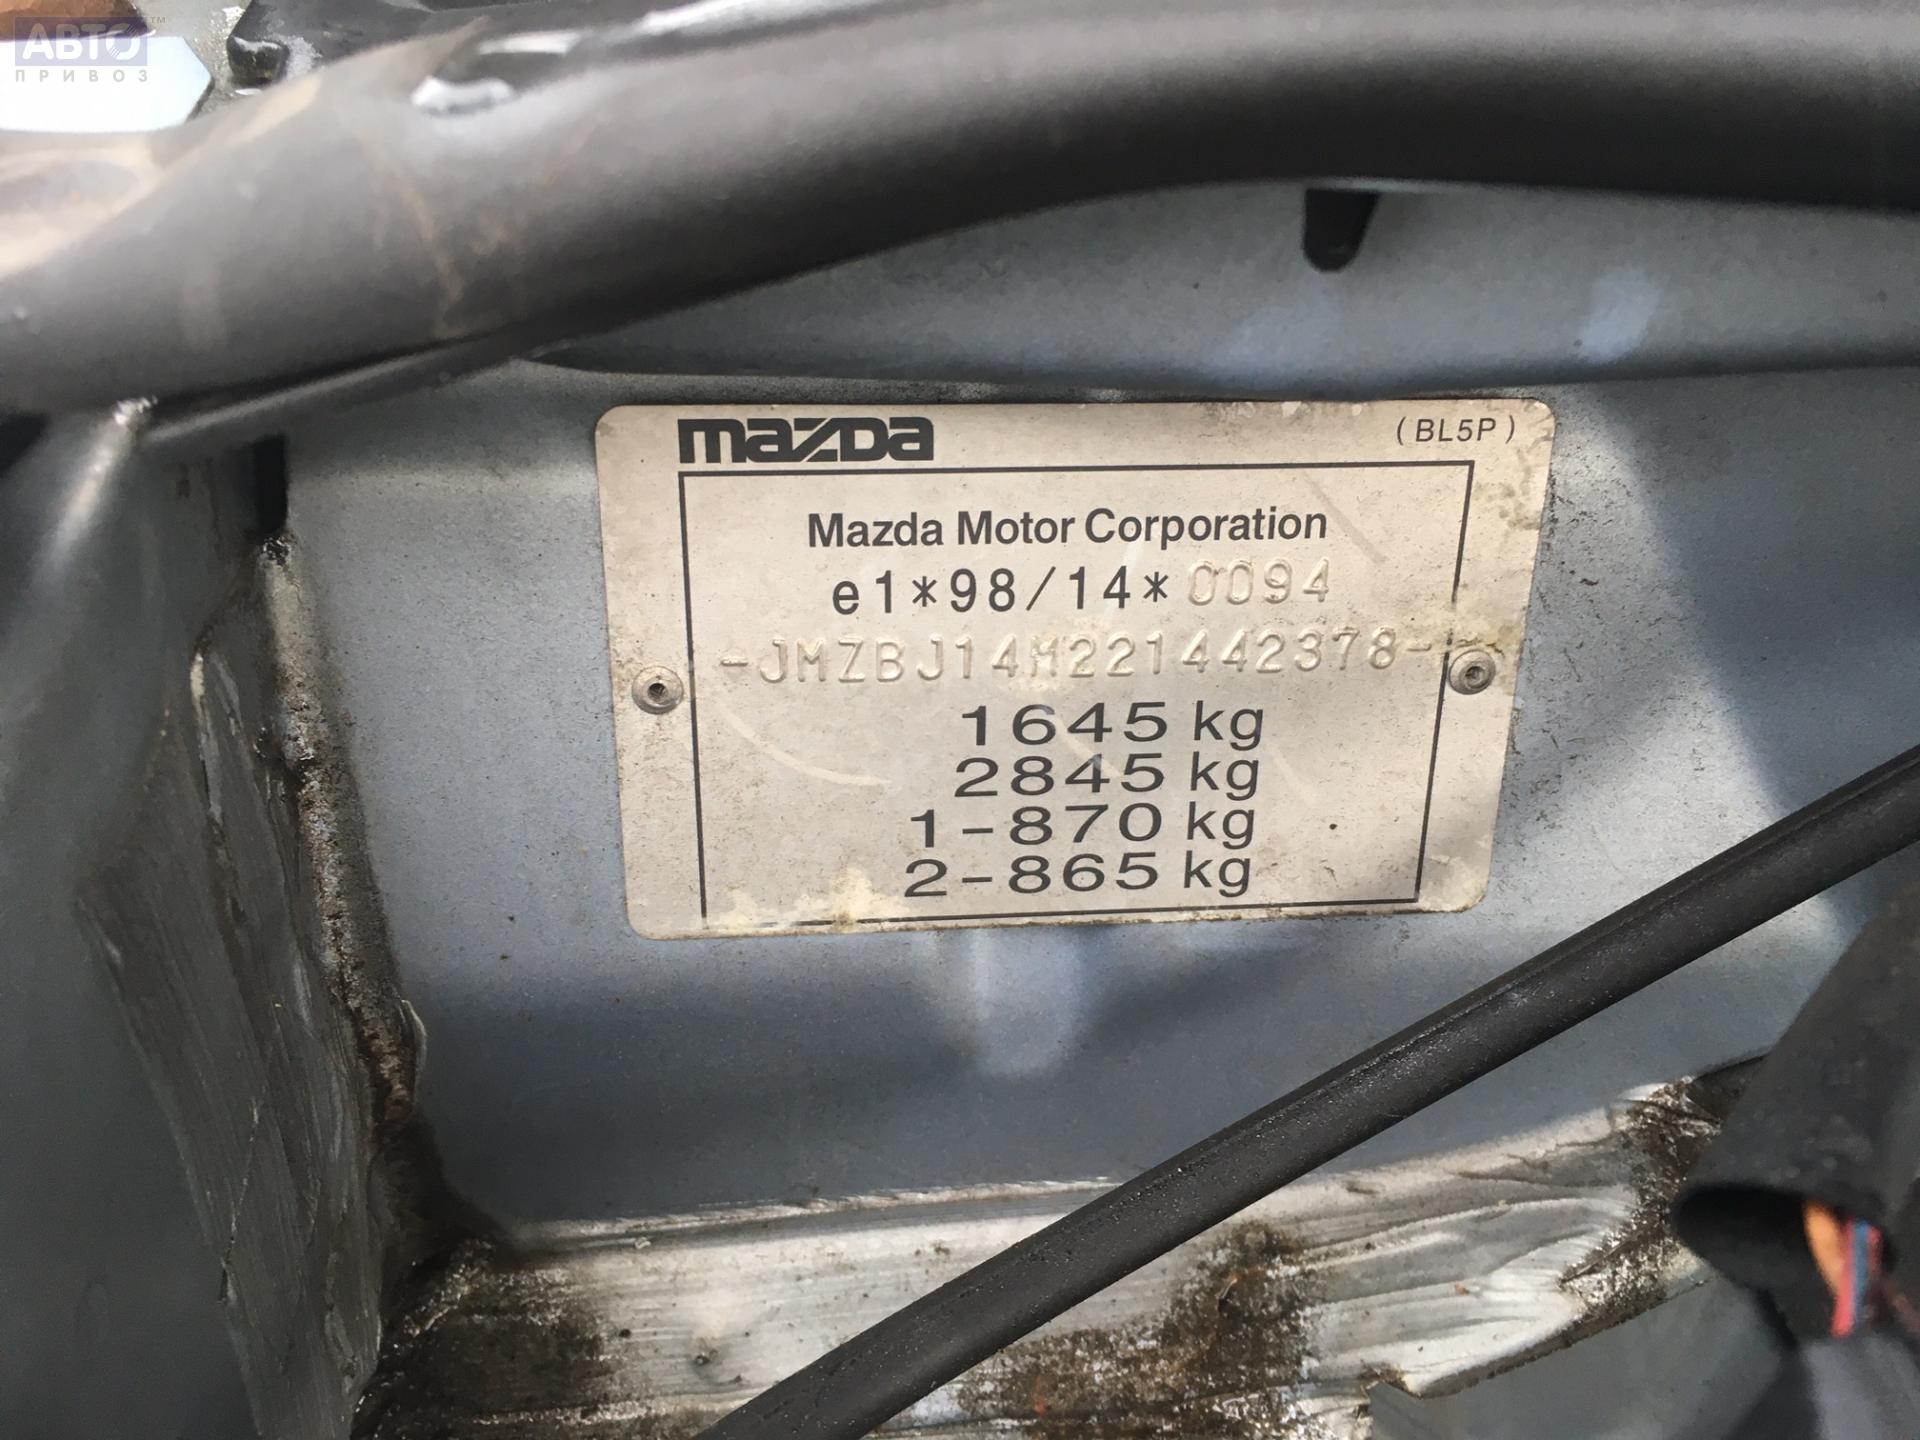 АВТО™
ПРИВОЗ
mazda (BL5P)
Mazda Motor Corporation
e1*98/14*0094
-JMZBJ14M221442378-
1645 kg
2845 kg
1-870 kg
2-865 kg